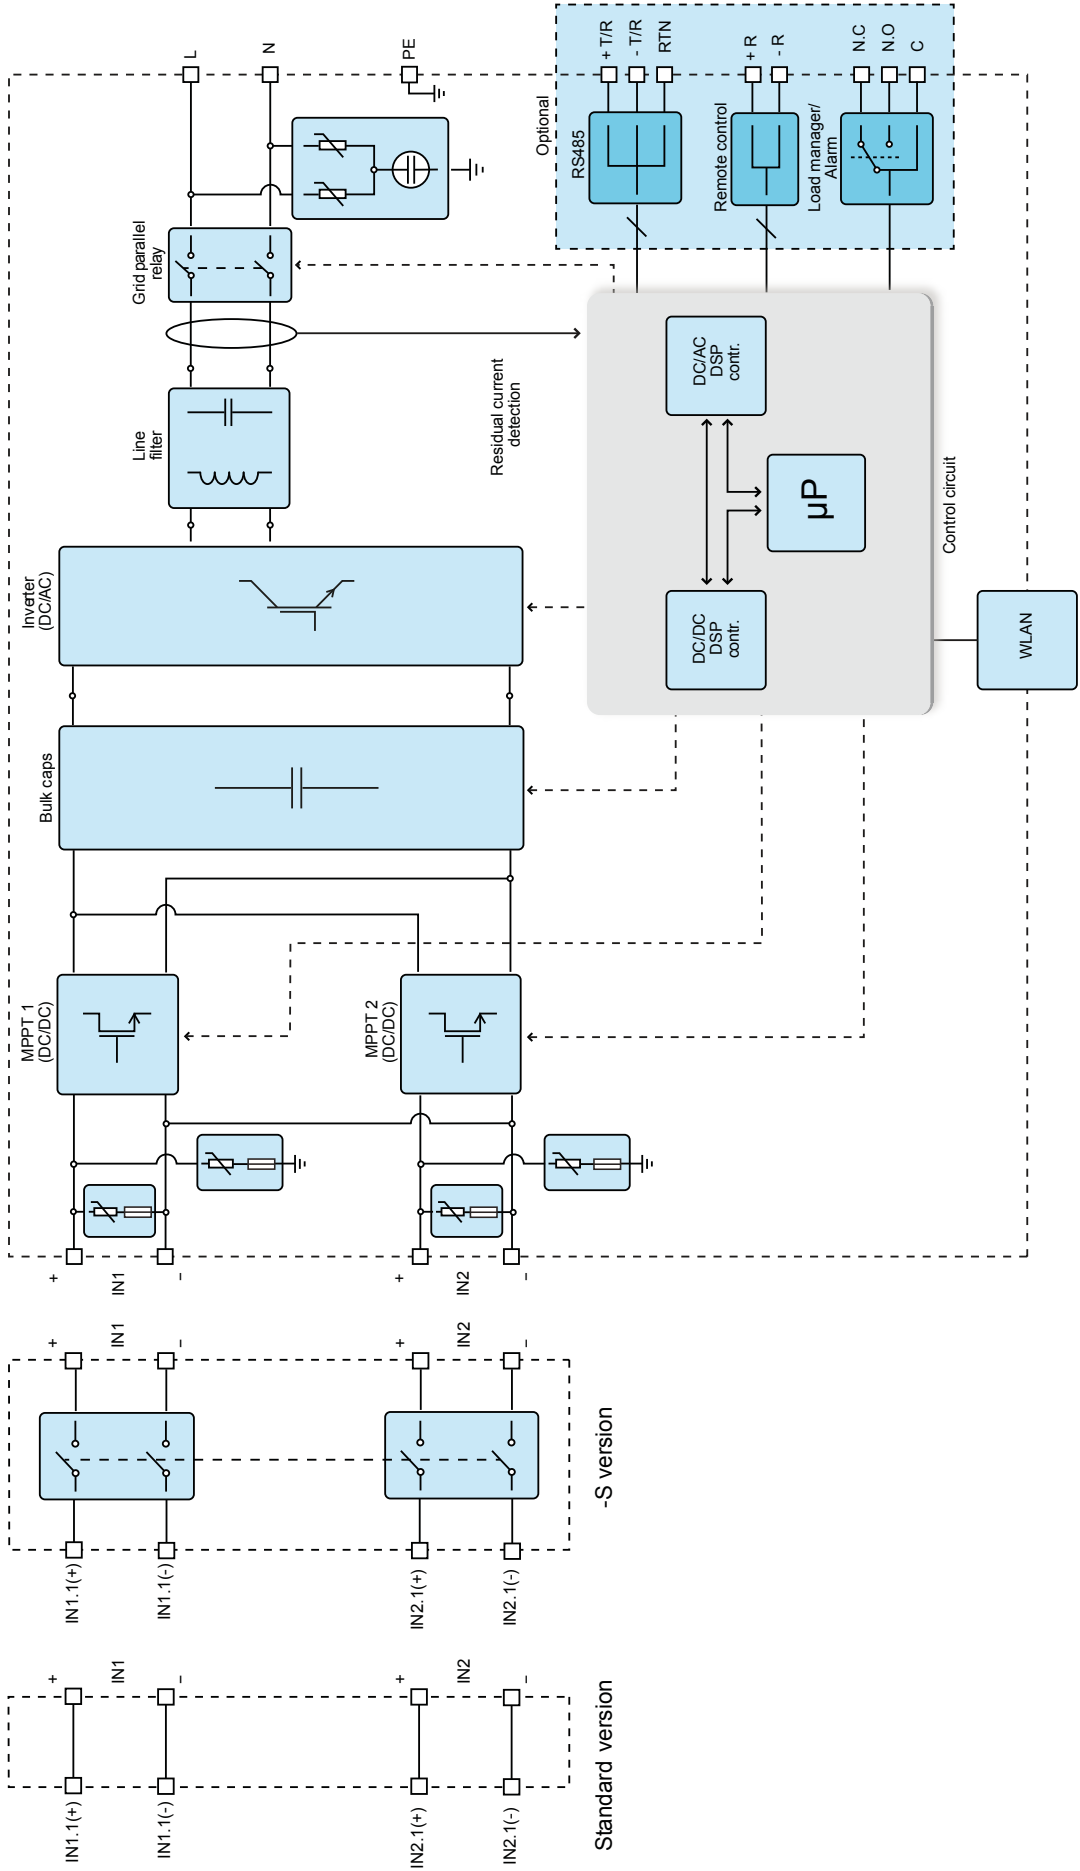 Standard version
IN1.1(+)
IN1.1(-)
IN2.1(+)
IN2.1(-)
+
IN1
−
+
IN2
−
-S version
IN1.1(+)
IN1.1(-)
IN2.1(+)
IN2.1(-)
+
IN1
−
+
IN2
−
+
IN1
−
+
IN2
−
MPPT 1
(DC/DC)
MPPT 2
(DC/DC)
Bulk caps
Inverter
(DC/AC)
Line
filter
Grid parallel
relay
L
N
PE
Residual current
detection
Control circuit
DC/DC
DSP
contr.
DC/AC
DSP
contr.
µP
WLAN
Optional
RS485
+ T/R
- T/R
RTN
Remote control
+ R
- R
Load manager/
Alarm
N.C
N.O
C